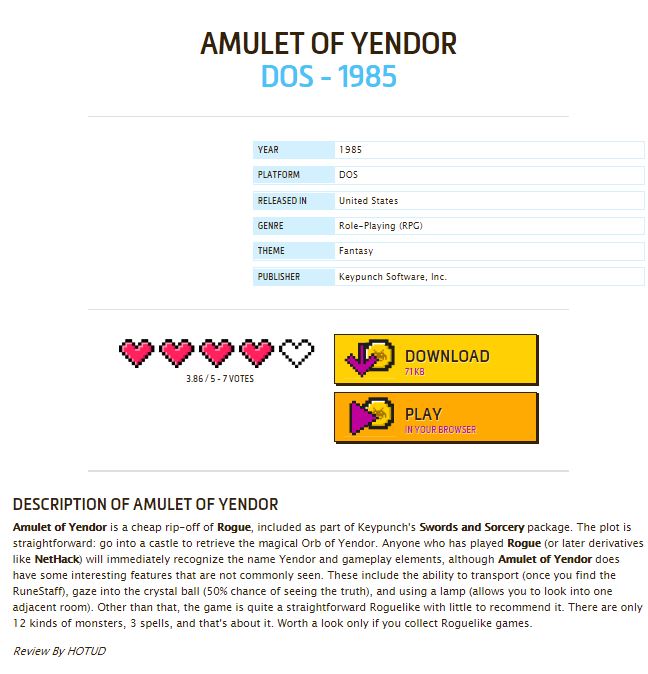 AMULET OF YENDOR
DOS - 1985
YEAR 1985
PLATFORM DOS
RELEASED IN United States
GENRE Role-Playing (RPG)
THEME Fantasy
PUBLISHER Keypunch Software, Inc.
DOWNLOAD
71 KB
3.86 / 5 - 7 VOTES
PLAY
IN YOUR BROWSER
DESCRIPTION OF AMULET OF YENDOR
Amulet of Yendor is a cheap rip-off of Rogue, included as part of Keypunch's Swords and Sorcery package. The plot is
straightforward: go into a castle to retrieve the magical Orb of Yendor. Anyone who has played Rogue (or later derivatives
like NetHack) will immediately recognize the name Yendor and gameplay elements, although Amulet of Yendor does
have some interesting features that are not commonly seen. These include the ability to transport (once you find the
RuneStaff), gaze into the crystal ball (50% chance of seeing the truth), and using a lamp (allows you to look into one
adjacent room). Other than that, the game is quite a straightforward Roguelike with little to recommend it. There are only
12 kinds of monsters, 3 spells, and that's about it. Worth a look only if you collect Roguelike games.
Review By HOTUD